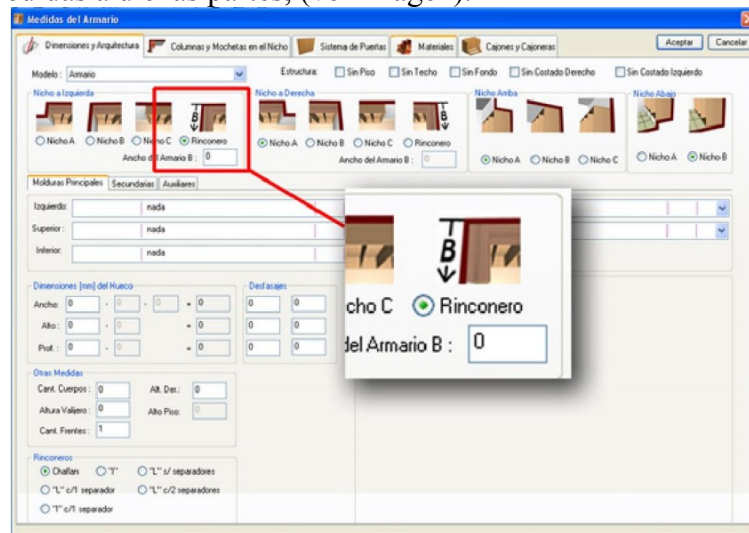 Medidas del Armario
Dimensiones y Arquitectura Columnas y Mochetas en el Nicho Sistema de Puertas Materiales Cajones y Cajoneras Aceptar Cancelar
Modelo : Armario Estructura: Sin Piso Sin Techo Sin Fondo Sin Costado Derecho Sin Costado Izquierdo
Nicho a Izquierda Nicho a Derecha Nicho Arriba Nicho Abajo
B
Nicho A Nicho B Nicho C Rinconero Nicho A Nicho B Nicho C Rinconero Nicho A Nicho B Nicho C Nicho A Nicho B
Ancho del Armario B : 0 Ancho del Armario B : 0
Molduras Principales Secundarias Auxiliares
Izquierdo: nada
Superior : nada
Inferior: nada
B
cho C Rinconero
del Armario B : 0
Dimensiones [mm] del Hueco Desfasajes
Ancho: 0 - 0 - 0 = 0 0 0
Alto : 0 - 0 = 0 0 0
Prof. : 0 - 0 = 0 0 0
Otras Medidas
Cant. Cuerpos : 0 Alt. Der.: 0
Altura Valijero : 0 Alto Piso: 0
Cant. Frentes : 1
Rinconeros
Chaflan "I" "L" s/ separadores
"L" c/1 separador "L" c/2 separadores
"I" c/1 separador